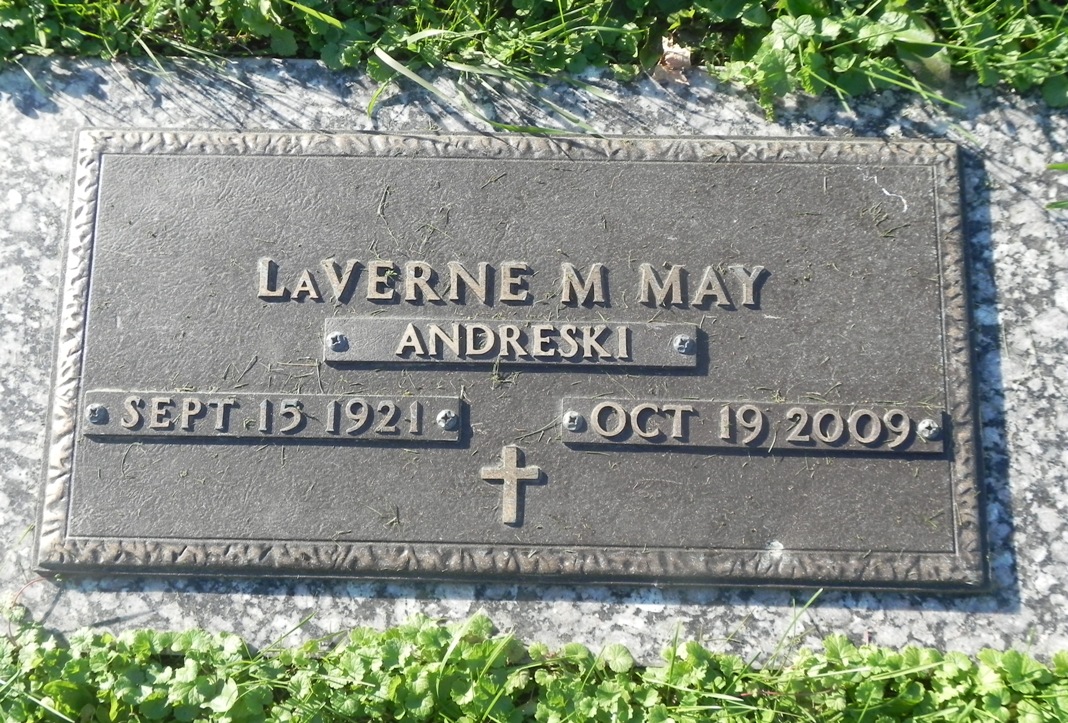 LaVERNE M MAY
ANDRESKI
SEPT 15 1921 OCT 19 2009